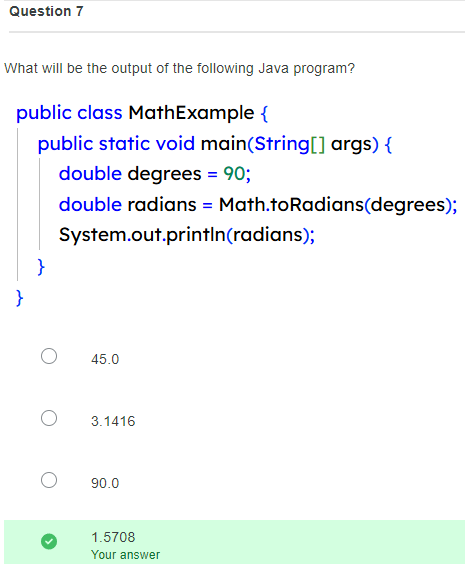 Question 7
What will be the output of the following Java program?
public class MathExample {
public static void main(String[] args) {
double degrees = 90;
double radians = Math.toRadians(degrees);
System.out.println(radians);
}
}
45.0
3.1416
90.0
1.5708
Your answer